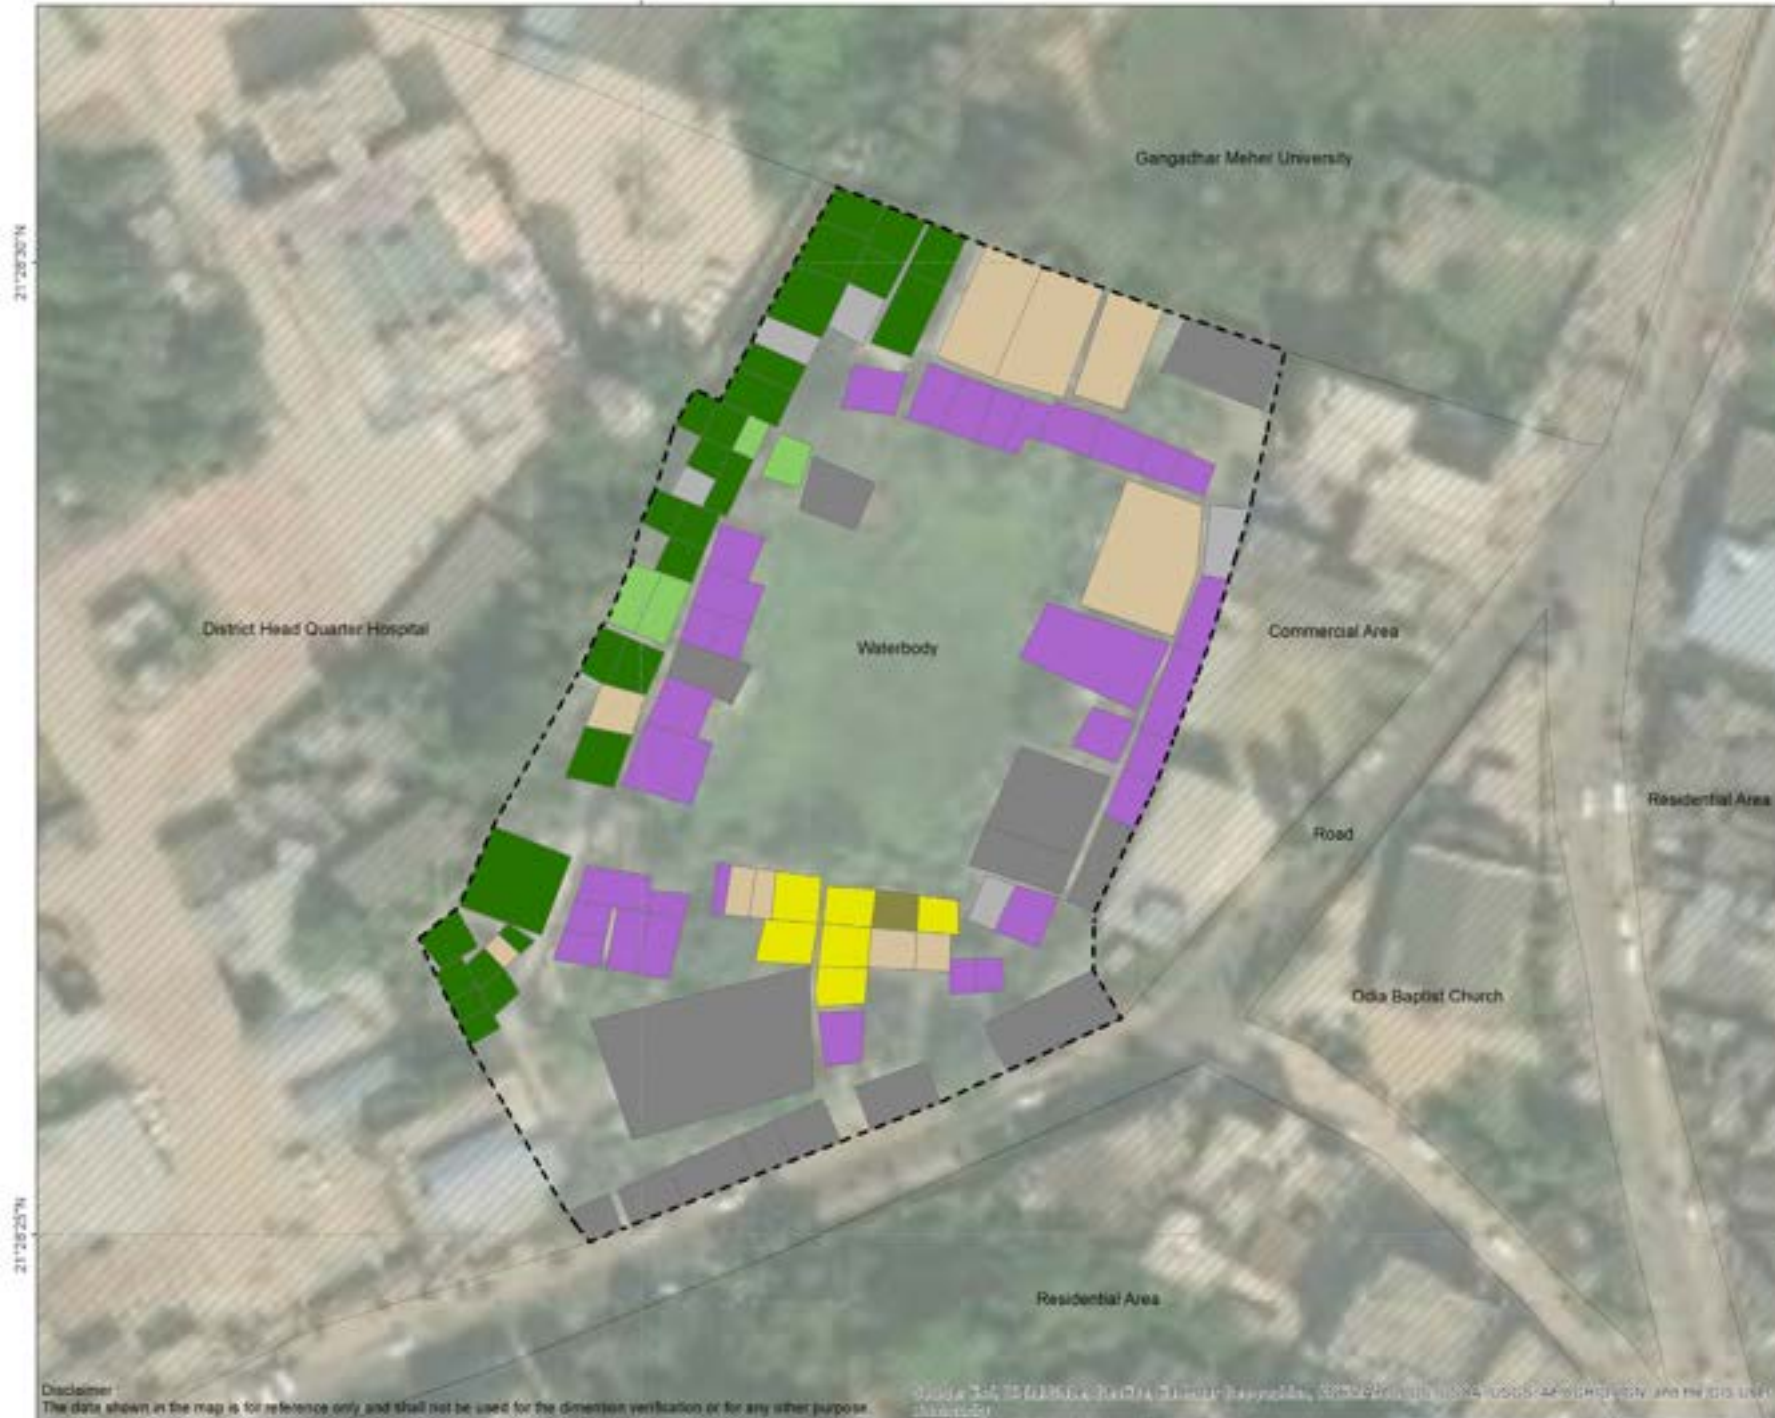 Gangadhar Meher University
21°28'30"N
District Head Quarter Hospital
Commercial Area
Waterbody
Residential Area
Road
Odia Baptist Church
21°28'25"N
Residential Area
Disclaimer
The data shown in the map is for reference only and shall not be used for the dimention verification or for any other purpose.